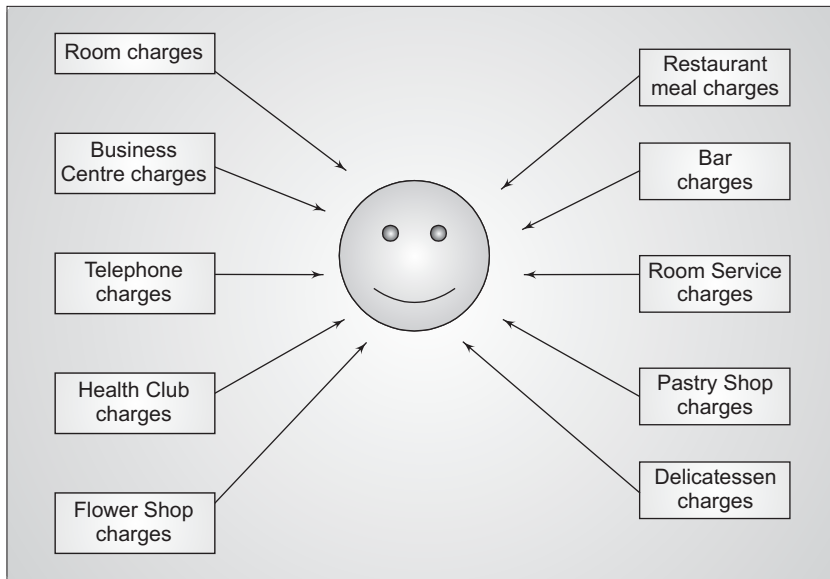 Room charges
Business
Centre charges
Telephone
charges
Health Club
charges
Flower Shop
charges
Restaurant
meal charges
Bar
charges
Room Service
charges
Pastry Shop
charges
Delicatessen
charges